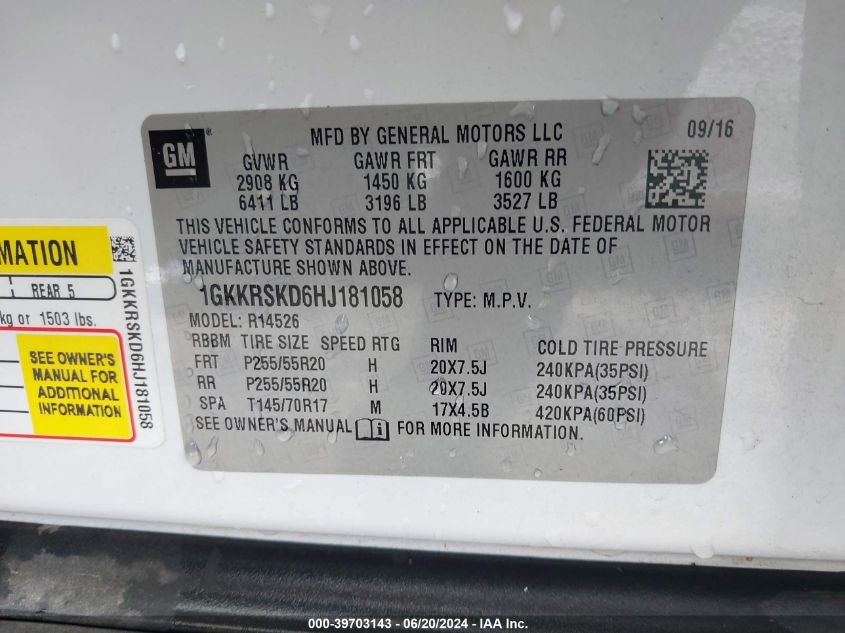 GM
®
MFD BY GENERAL MOTORS LLC 09/16
GVWR GAWR FRT GAWR RR
2908 KG 1450 KG 1600 KG
6411 LB 3196 LB 3527 LB
THIS VEHICLE CONFORMS TO ALL APPLICABLE U.S. FEDERAL MOTOR
VEHICLE SAFETY STANDARDS IN EFFECT ON THE DATE OF
MANUFACTURE SHOWN ABOVE.
1GKKRSKD6HJ181058 TYPE: M.P.V.
MODEL: R14526
RBBM TIRE SIZE SPEED RTG RIM COLD TIRE PRESSURE
FRT P255/55R20 H 20X7.5J 240KPA(35PSI)
RR P255/55R20 H 20X7.5J 240KPA(35PSI)
SPA T145/70R17 M 17X4.5B 420KPA(60PSI)
SEE OWNER'S MANUAL FOR MORE INFORMATION.
MATION
REAR 5
kg or 1503 lbs.
SEE OWNER'S
MANUAL FOR
ADDITIONAL
INFORMATION
1GKKRSKD6HJ181058
000-39703143 - 06/20/2024 - IAA Inc.